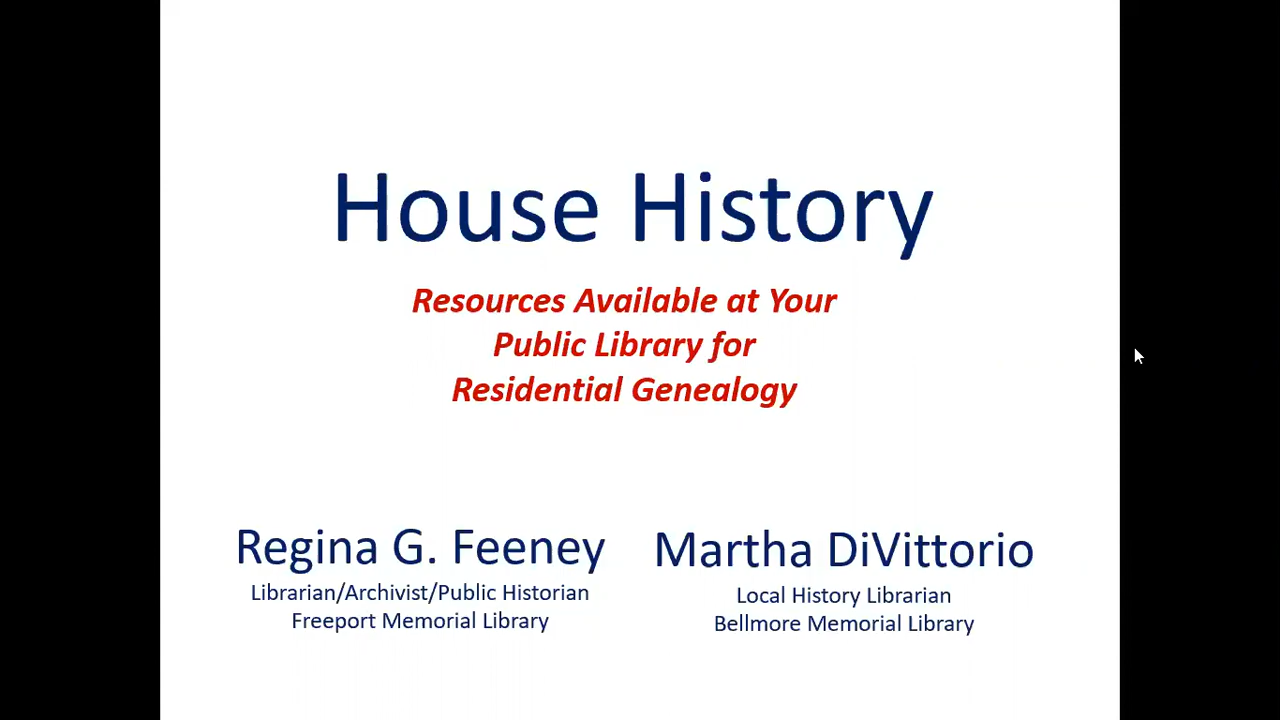 House History
Resources Available at Your
Public Library for
Residential Genealogy
Regina G. Feeney
Librarian/Archivist/Public Historian
Freeport Memorial Library
Martha DiVittorio
Local History Librarian
Bellmore Memorial Library